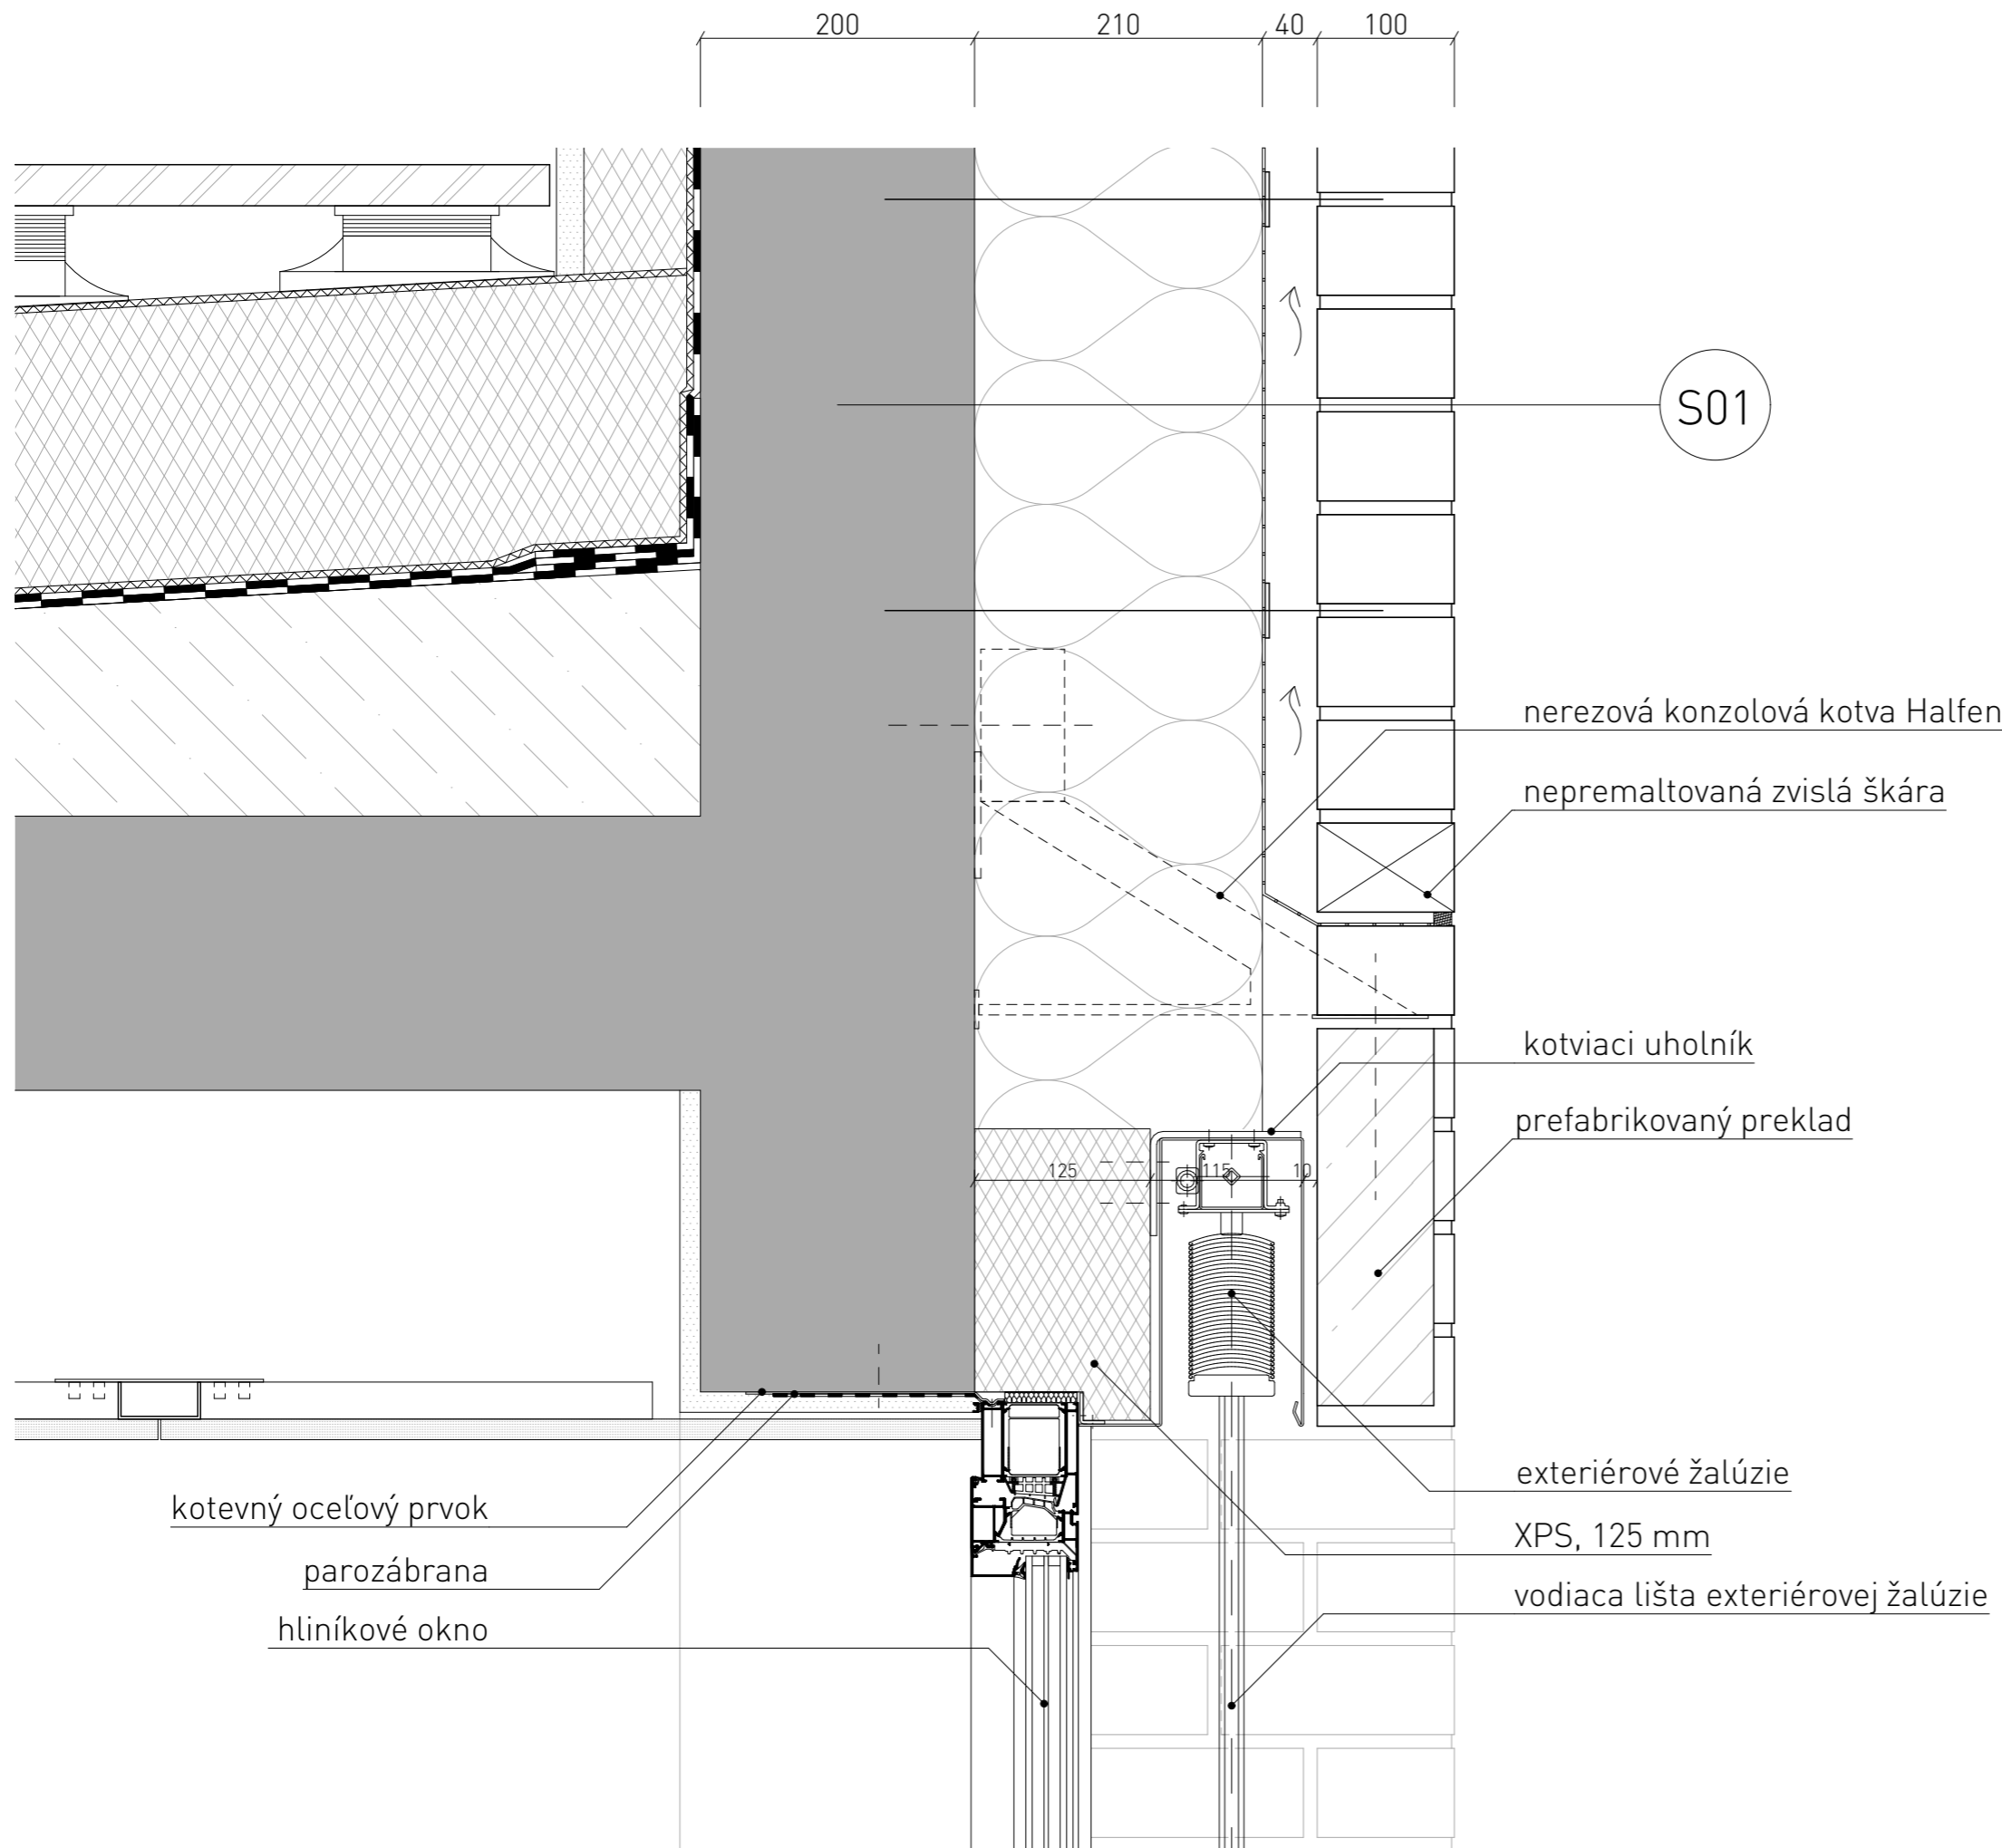 200
210
40
100
S01
nerezová konzolová kotva Halfen
nepremaltovaná zvislá škára
kotviaci uholník
prefabrikovaný preklad
125
115
10
exteriérové žalúzie
kotevný oceľový prvok
XPS, 125 mm
parozábrana
vodiaca lišta exteriérovej žalúzie
hliníkové okno